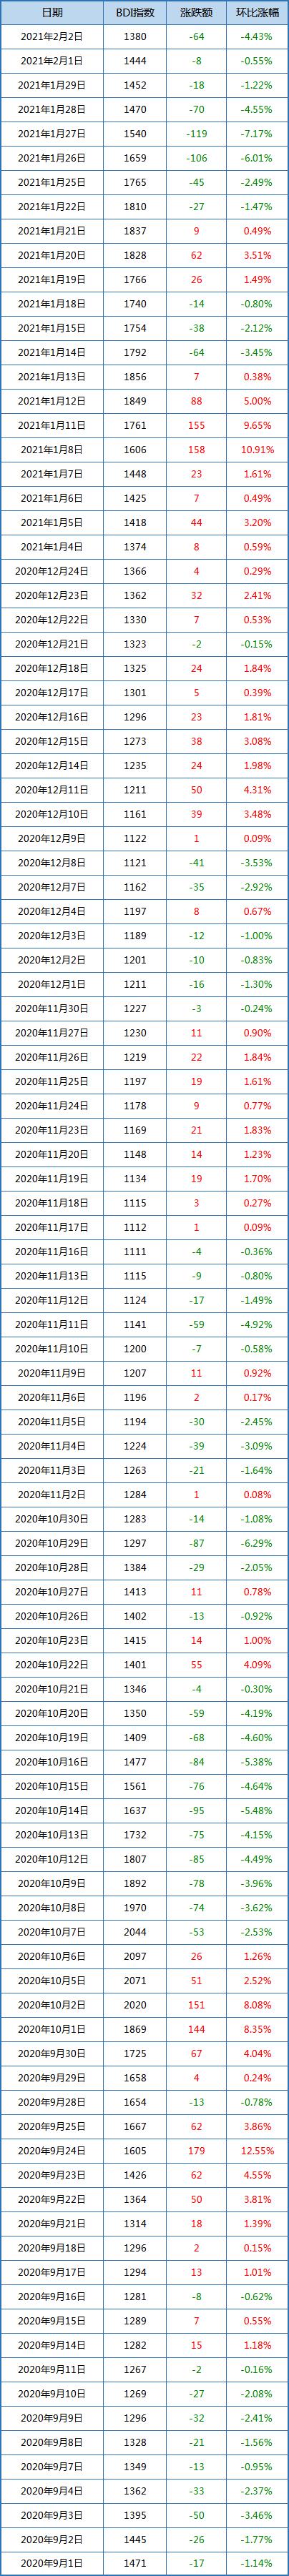 日期 BDI指数 涨跌额 环比涨幅
2021年2月2日 1380 -64 -4.43%
2021年2月1日 1444 -8 -0.55%
2021年1月29日 1452 -18 -1.22%
2021年1月28日 1470 -70 -4.55%
2021年1月27日 1540 -119 -7.17%
2021年1月26日 1659 -106 -6.01%
2021年1月25日 1765 -45 -2.49%
2021年1月22日 1810 -27 -1.47%
2021年1月21日 1837 9 0.49%
2021年1月20日 1828 62 3.51%
2021年1月19日 1766 26 1.49%
2021年1月18日 1740 -14 -0.80%
2021年1月15日 1754 -38 -2.12%
2021年1月14日 1792 -64 -3.45%
2021年1月13日 1856 7 0.38%
2021年1月12日 1849 88 5.00%
2021年1月11日 1761 155 9.65%
2021年1月8日 1606 158 10.91%
2021年1月7日 1448 23 1.61%
2021年1月6日 1425 7 0.49%
2021年1月5日 1418 44 3.20%
2021年1月4日 1374 8 0.59%
2020年12月24日 1366 4 0.29%
2020年12月23日 1362 32 2.41%
2020年12月22日 1330 7 0.53%
2020年12月21日 1323 -2 -0.15%
2020年12月18日 1325 24 1.84%
2020年12月17日 1301 5 0.39%
2020年12月16日 1296 23 1.81%
2020年12月15日 1273 38 3.08%
2020年12月14日 1235 24 1.98%
2020年12月11日 1211 50 4.31%
2020年12月10日 1161 39 3.48%
2020年12月9日 1122 1 0.09%
2020年12月8日 1121 -41 -3.53%
2020年12月7日 1162 -35 -2.92%
2020年12月4日 1197 8 0.67%
2020年12月3日 1189 -12 -1.00%
2020年12月2日 1201 -10 -0.83%
2020年12月1日 1211 -16 -1.30%
2020年11月30日 1227 -3 -0.24%
2020年11月27日 1230 11 0.90%
2020年11月26日 1219 22 1.84%
2020年11月25日 1197 19 1.61%
2020年11月24日 1178 9 0.77%
2020年11月23日 1169 21 1.83%
2020年11月20日 1148 14 1.23%
2020年11月19日 1134 19 1.70%
2020年11月18日 1115 3 0.27%
2020年11月17日 1112 1 0.09%
2020年11月16日 1111 -4 -0.36%
2020年11月13日 1115 -9 -0.80%
2020年11月12日 1124 -17 -1.49%
2020年11月11日 1141 -59 -4.92%
2020年11月10日 1200 -7 -0.58%
2020年11月9日 1207 11 0.92%
2020年11月6日 1196 2 0.17%
2020年11月5日 1194 -30 -2.45%
2020年11月4日 1224 -39 -3.09%
2020年11月3日 1263 -21 -1.64%
2020年11月2日 1284 1 0.08%
2020年10月30日 1283 -14 -1.08%
2020年10月29日 1297 -87 -6.29%
2020年10月28日 1384 -29 -2.05%
2020年10月27日 1413 11 0.78%
2020年10月26日 1402 -13 -0.92%
2020年10月23日 1415 14 1.00%
2020年10月22日 1401 55 4.09%
2020年10月21日 1346 -4 -0.30%
2020年10月20日 1350 -59 -4.19%
2020年10月19日 1409 -68 -4.60%
2020年10月16日 1477 -84 -5.38%
2020年10月15日 1561 -76 -4.64%
2020年10月14日 1637 -95 -5.48%
2020年10月13日 1732 -75 -4.15%
2020年10月12日 1807 -85 -4.49%
2020年10月9日 1892 -78 -3.96%
2020年10月8日 1970 -74 -3.62%
2020年10月7日 2044 -53 -2.53%
2020年10月6日 2097 26 1.26%
2020年10月5日 2071 51 2.52%
2020年10月2日 2020 151 8.08%
2020年10月1日 1869 144 8.35%
2020年9月30日 1725 67 4.04%
2020年9月29日 1658 4 0.24%
2020年9月28日 1654 -13 -0.78%
2020年9月25日 1667 62 3.86%
2020年9月24日 1605 179 12.55%
2020年9月23日 1426 62 4.55%
2020年9月22日 1364 50 3.81%
2020年9月21日 1314 18 1.39%
2020年9月18日 1296 2 0.15%
2020年9月17日 1294 13 1.01%
2020年9月16日 1281 -8 -0.62%
2020年9月15日 1289 7 0.55%
2020年9月14日 1282 15 1.18%
2020年9月11日 1267 -2 -0.16%
2020年9月10日 1269 -27 -2.08%
2020年9月9日 1296 -32 -2.41%
2020年9月8日 1328 -21 -1.56%
2020年9月7日 1349 -13 -0.95%
2020年9月4日 1362 -33 -2.37%
2020年9月3日 1395 -50 -3.46%
2020年9月2日 1445 -26 -1.77%
2020年9月1日 1471 -17 -1.14%